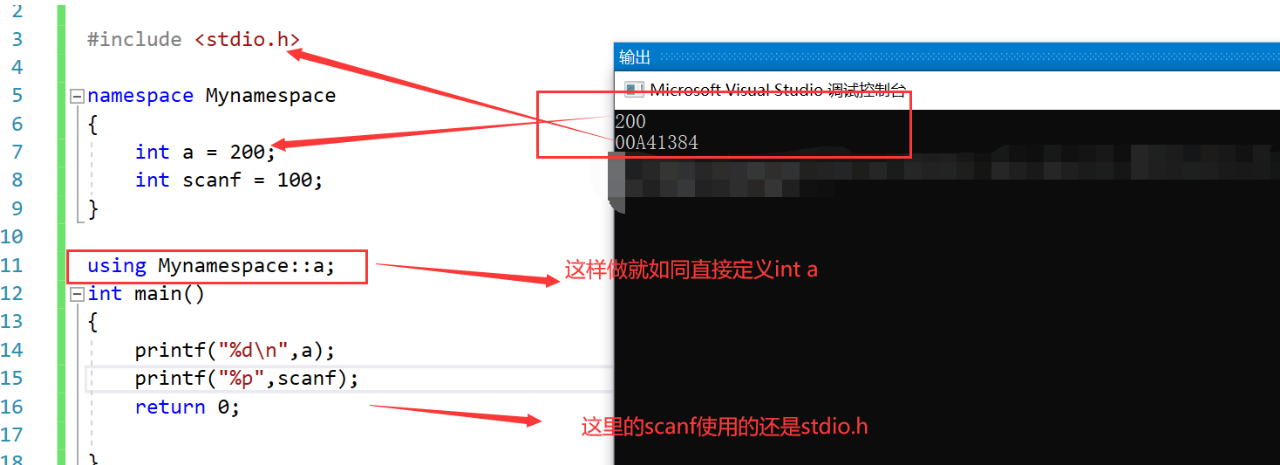 2
3 #include <stdio.h>
4
5 namespace Mynamespace
6 {
7 int a = 200;
8 int scanf = 100;
9 }
10
11 using Mynamespace::a;
12 int main()
13 {
14 printf("%d\n",a);
15 printf("%p",scanf);
16 return 0;
17
18 }
输出
Microsoft Visual Studio 调试控制台
200
00A41384
这样做就如同直接定义int a
这里的scanf使用的还是stdio.h